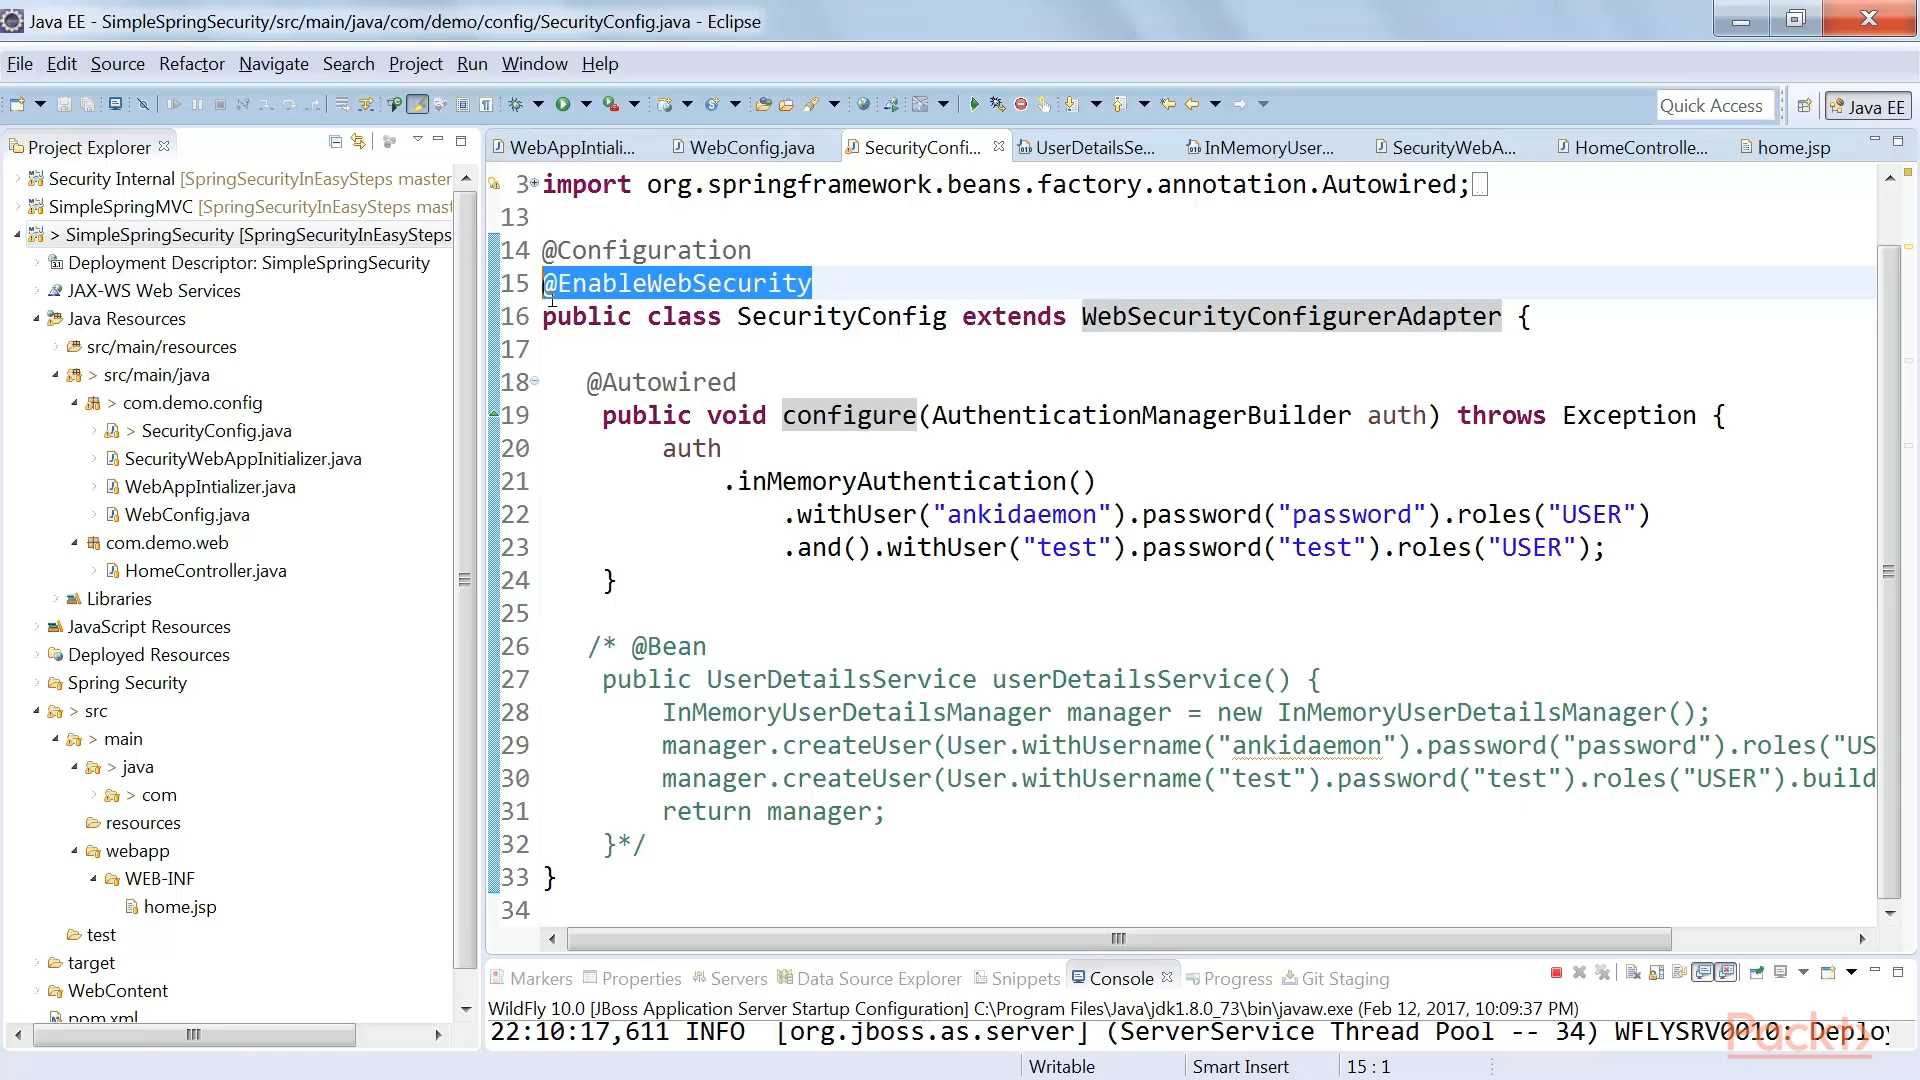 Java EE - SimpleSpringSecurity/src/main/java/com/demo/config/SecurityConfig.java - Eclipse
File Edit Source Refactor Navigate Search Project Run Window Help
Quick Access
Java EE
Project Explorer
WebAppIntiali...
WebConfig.java
SecurityConfi...
UserDetailsSe...
InMemoryUser...
SecurityWebA...
HomeControlle...
home.jsp
Security Internal [SpringSecurityInEasySteps master
SimpleSpringMVC [SpringSecurityInEasySteps mast
> SimpleSpringSecurity [SpringSecurityInEasySteps
Deployment Descriptor: SimpleSpringSecurity
JAX-WS Web Services
Java Resources
src/main/resources
> src/main/java
> com.demo.config
> SecurityConfig.java
SecurityWebAppInitializer.java
WebAppIntializer.java
WebConfig.java
com.demo.web
HomeController.java
Libraries
JavaScript Resources
Deployed Resources
Spring Security
> src
> main
> java
> com
resources
webapp
WEB-INF
home.jsp
test
target
WebContent
pom.xml
3 import org.springframework.beans.factory.annotation.Autowired;
13
14 @Configuration
15 @EnableWebSecurity
16 public class SecurityConfig extends WebSecurityConfigurerAdapter {
17
18 @Autowired
19 public void configure(AuthenticationManagerBuilder auth) throws Exception {
20 auth
21 .inMemoryAuthentication()
22 .withUser("ankidaemon").password("password").roles("USER")
23 .and().withUser("test").password("test").roles("USER");
24 }
25
26 /* @Bean
27 public UserDetailsService userDetailsService() {
28 InMemoryUserDetailsManager manager = new InMemoryUserDetailsManager();
29 manager.createUser(User.withUsername("ankidaemon").password("password").roles("US
30 manager.createUser(User.withUsername("test").password("test").roles("USER").build
31 return manager;
32 }*/
33 }
34
Markers Properties Servers Data Source Explorer Snippets Console Progress Git Staging
WildFly 10.0 [JBoss Application Server Startup Configuration] C:\Program Files\Java\jdk1.8.0_73\bin\javaw.exe (Feb 12, 2017, 10:09:37 PM)
22:10:17,611 INFO [org.jboss.as.server] (ServerService Thread Pool -- 34) WFLYSRV0010: Deploy
Packt>
Writable
Smart Insert
15 : 1